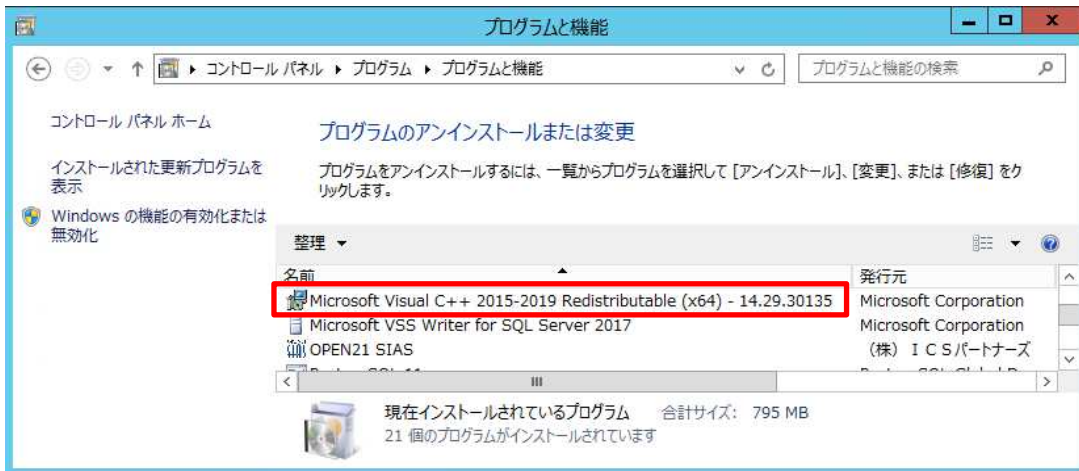 プログラムと機能
コントロール パネル ▸ プログラム ▸ プログラムと機能
プログラムと機能の検索
コントロール パネル ホーム
インストールされた更新プログラムを
表示
Windows の機能の有効化または
無効化
プログラムのアンインストールまたは変更
プログラムをアンインストールするには、一覧からプログラムを選択して [アンインストール]、[変更]、または [修復] をク
リックします。
整理
名前 発行元
Microsoft Visual C++ 2015-2019 Redistributable (x64) - 14.29.30135 Microsoft Corporation
Microsoft VSS Writer for SQL Server 2017 Microsoft Corporation
OPEN21 SIAS (株) ＩＣＳパートナーズ
現在インストールされているプログラム 合計サイズ: 795 MB
21 個のプログラムがインストールされています